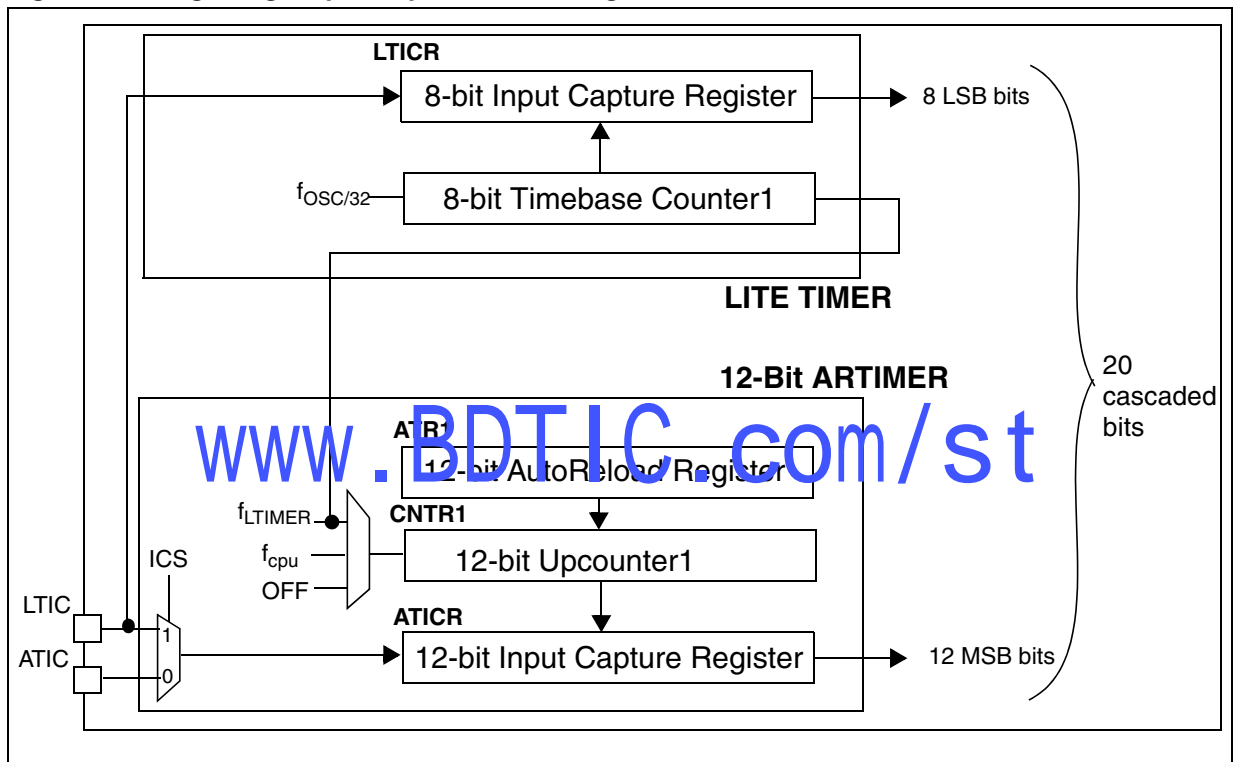 LTICR
8-bit Input Capture Register
8 LSB bits
fOSC/32
8-bit Timebase Counter1
LITE TIMER
20
cascaded
bits
12-Bit ARTIMER
www.BDTIC.com/st
ATR1
12-bit AutoReload Register
fLTIMER
CNTR1
fcpu
12-bit Upcounter1
ICS
OFF
LTIC
ATICR
1
ATIC
12-bit Input Capture Register
12 MSB bits
0